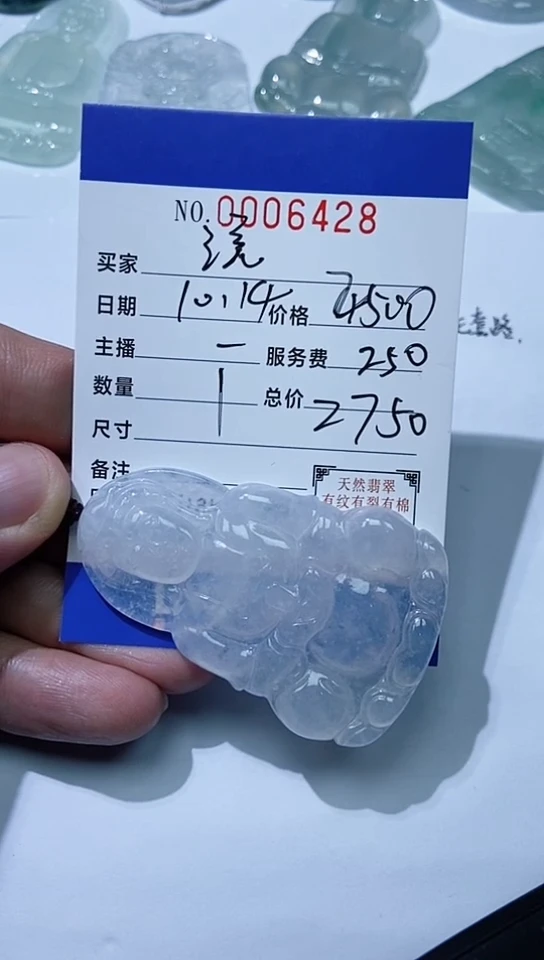 NO.0006428
买家
日期 10.14 价格 2500
主播 一 服务费 250
数量 1 总价 2750
尺寸
备注
天然翡翠
有纹有裂有棉